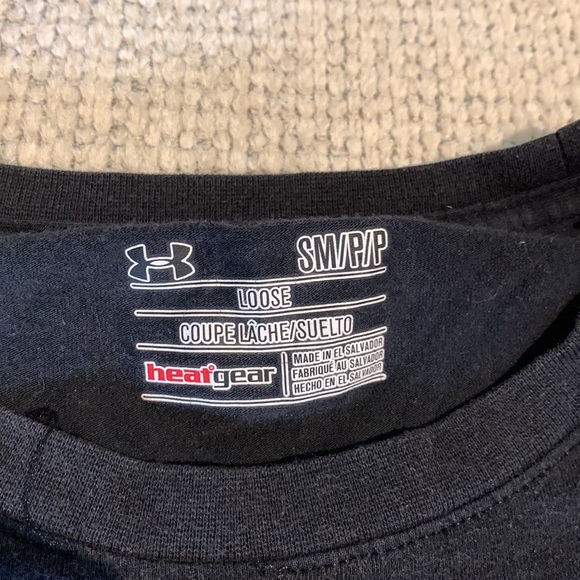 SM/P/P
LOOSE
COUPE LÂCHE/SUELTO
heatgear
MADE IN EL SALVADOR
FABRIQUÉ AU SALVADOR
HECHO EN EL SALVADOR